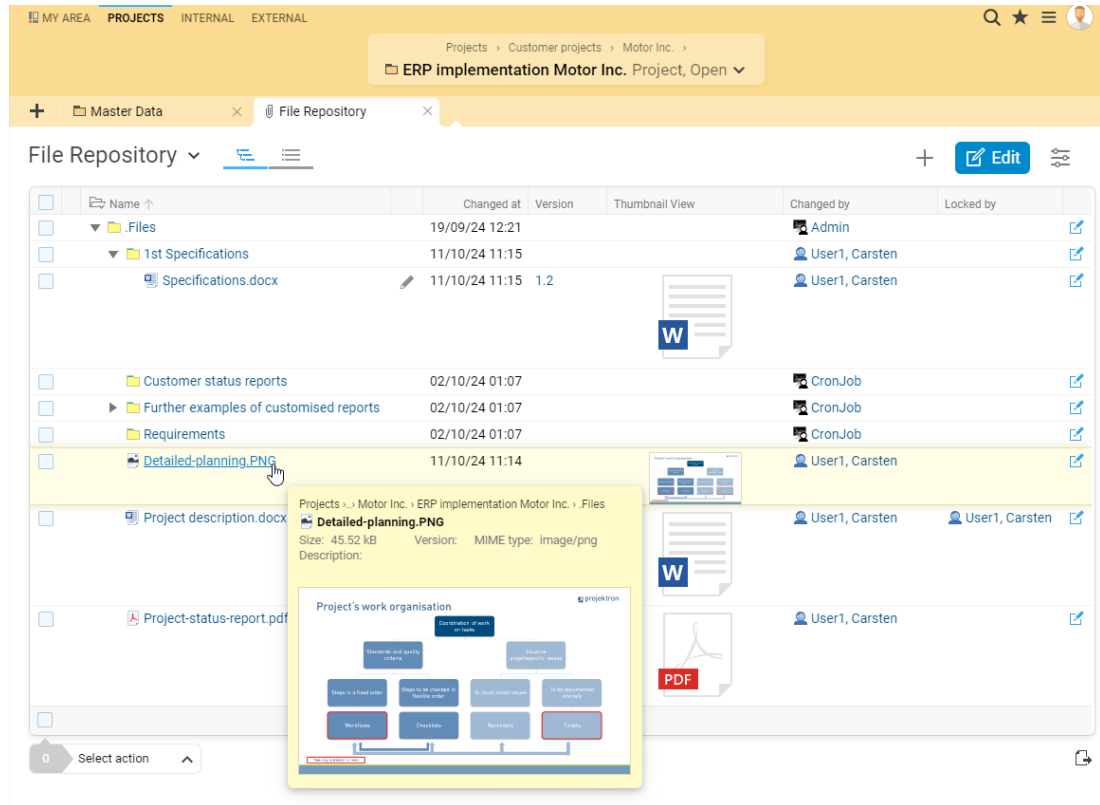 MY AREA PROJECTS INTERNAL EXTERNAL
Projects › Customer projects › Motor Inc. ›
ERP implementation Motor Inc. Project, Open
Master Data
File Repository
File Repository
Edit
Name Changed at Version Thumbnail View Changed by Locked by
.Files 19/09/24 12:21 Admin
1st Specifications 11/10/24 11:15 User1, Carsten
Specifications.docx 11/10/24 11:15 1.2 User1, Carsten
W
Customer status reports 02/10/24 01:07 CronJob
Further examples of customised reports 02/10/24 01:07 CronJob
Requirements 02/10/24 01:07 CronJob
Detailed-planning.PNG 11/10/24 11:14 User1, Carsten
Project description.docx User1, Carsten User1, Carsten
W
Project-status-report.pdf User1, Carsten
PDF
Projects ›..› Motor Inc. › ERP implementation Motor Inc. › .Files
Detailed-planning.PNG
Size: 45.52 kB Version: MIME type: image/png
Description:
projektron
Project's work organisation
Coordination of work
on tasks
Standards and quality
criteria
Situative
projectspecific issues
Steps in a fixed order
Steps to be checked in
flexible order
To recall small issues
To be documented
intensely
Workflows
Checklists
Reminders
Tickets
0 Select action